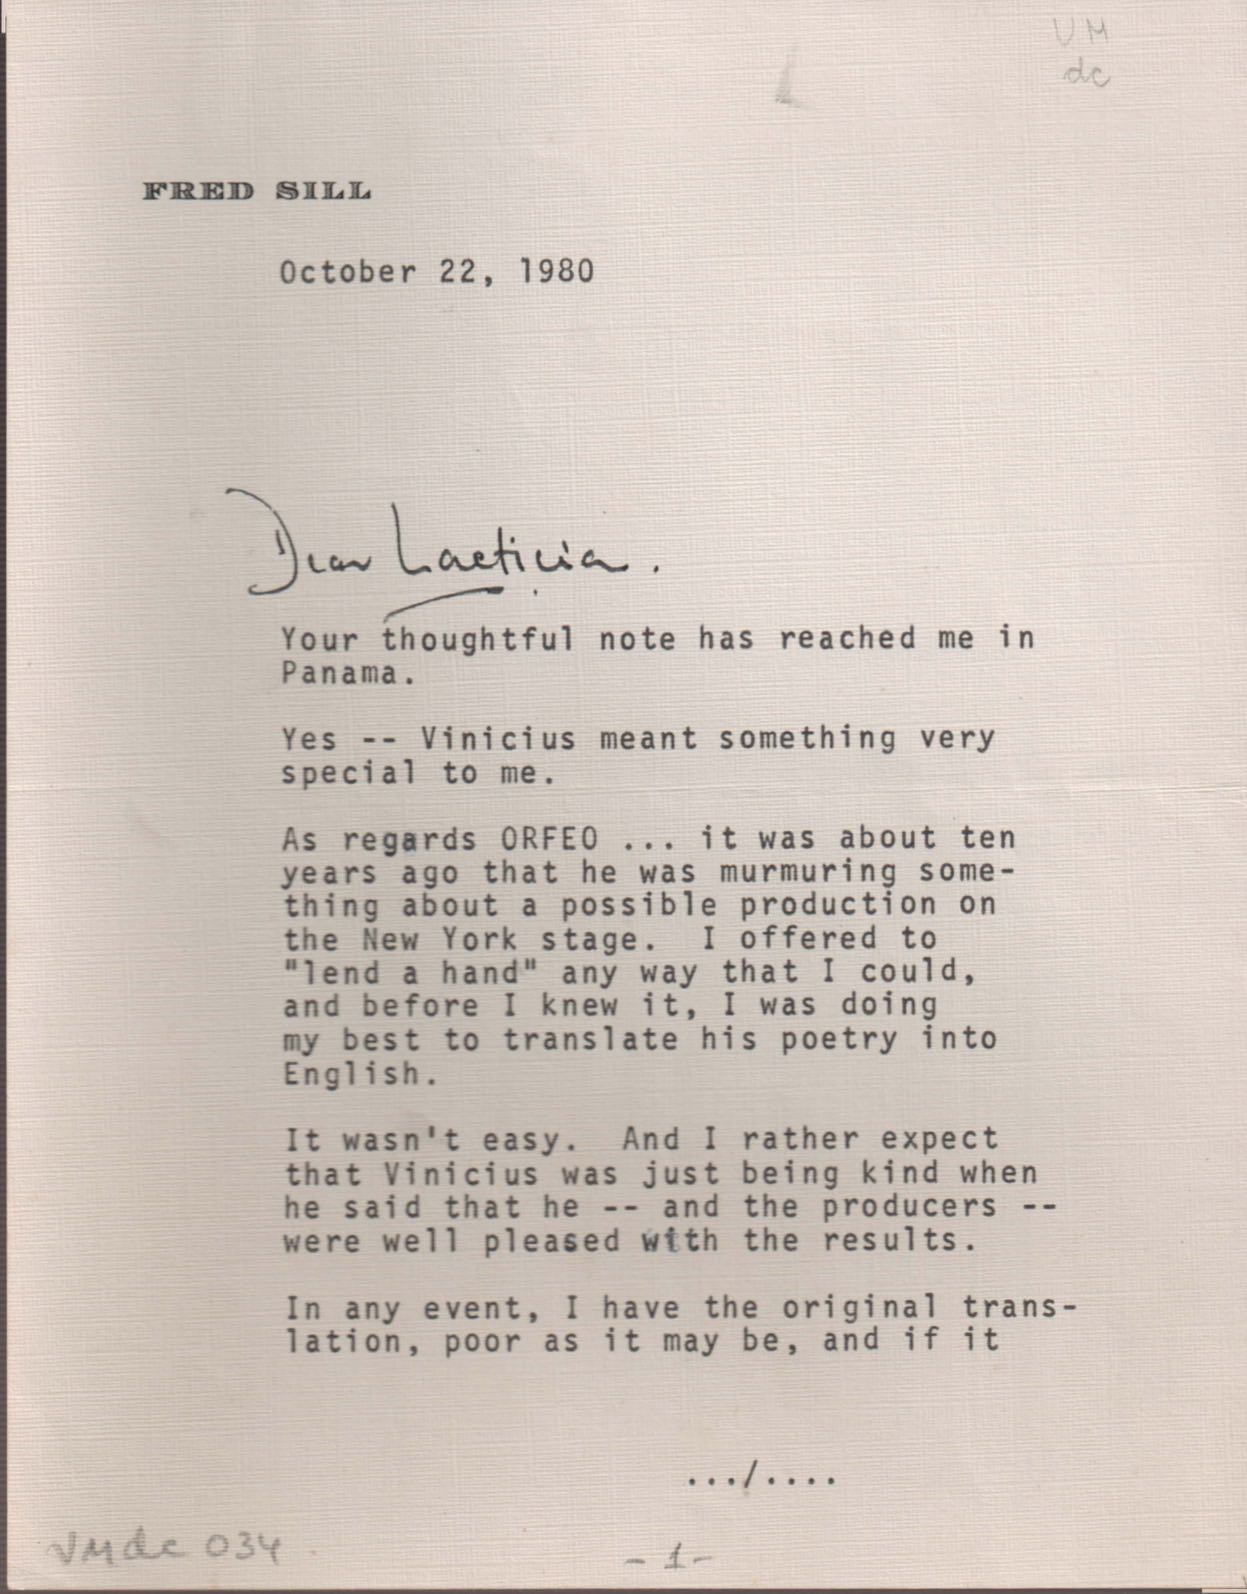 VM
dc
FRED SILL
October 22, 1980
Dear Laeticia.
Your thoughtful note has reached me in
Panama.
Yes -- Vinicius meant something very
special to me.
As regards ORFEO ... it was about ten
years ago that he was murmuring some-
thing about a possible production on
the New York stage.  I offered to
"lend a hand" any way that I could,
and before I knew it, I was doing
my best to translate his poetry into
English.
It wasn't easy.  And I rather expect
that Vinicius was just being kind when
he said that he -- and the producers --
were well pleased with the results.
In any event, I have the original trans-
lation, poor as it may be, and if it
.../....
VMdc 034
- 1 -